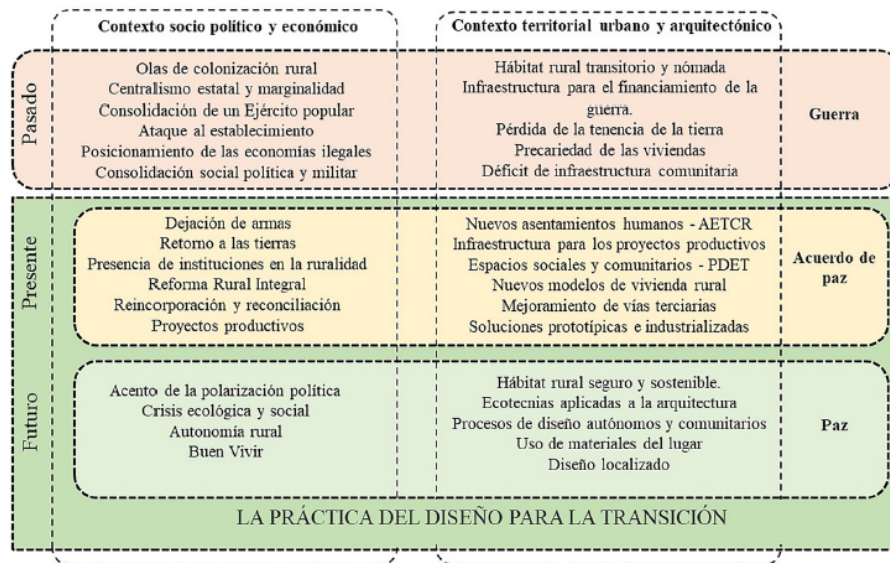 Contexto socio político y económico
Contexto territorial urbano y arquitectónico
Pasado
Olas de colonización rural
Centralismo estatal y marginalidad
Consolidación de un Ejército popular
Ataque al establecimiento
Posicionamiento de las economías ilegales
Consolidación social política y militar
Hábitat rural transitorio y nómada
Infraestructura para el financiamiento de la
guerra.
Pérdida de la tenencia de la tierra
Precariedad de las viviendas
Déficit de infraestructura comunitaria
Guerra
Presente
Dejación de armas
Retorno a las tierras
Presencia de instituciones en la ruralidad
Reforma Rural Integral
Reincorporación y reconciliación
Proyectos productivos
Nuevos asentamientos humanos - AETCR
Infraestructura para los proyectos productivos
Espacios sociales y comunitarios - PDET
Nuevos modelos de vivienda rural
Mejoramiento de vías terciarias
Soluciones prototípicas e industrializadas
Acuerdo de
paz
Futuro
Acento de la polarización política
Crisis ecológica y social
Autonomía rural
Buen Vivir
Hábitat rural seguro y sostenible.
Ecotecnias aplicadas a la arquitectura
Procesos de diseño autónomos y comunitarios
Uso de materiales del lugar
Diseño localizado
Paz
LA PRÁCTICA DEL DISEÑO PARA LA TRANSICIÓN